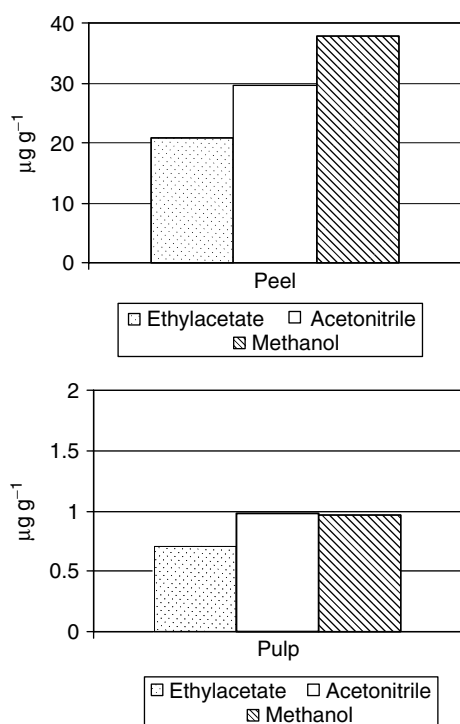 40
30
20
10
0
µg g⁻¹
Peel
Ethylacetate Acetonitrile
Methanol
2
1.5
1
0.5
0
µg g⁻¹
Pulp
Ethylacetate Acetonitrile
Methanol